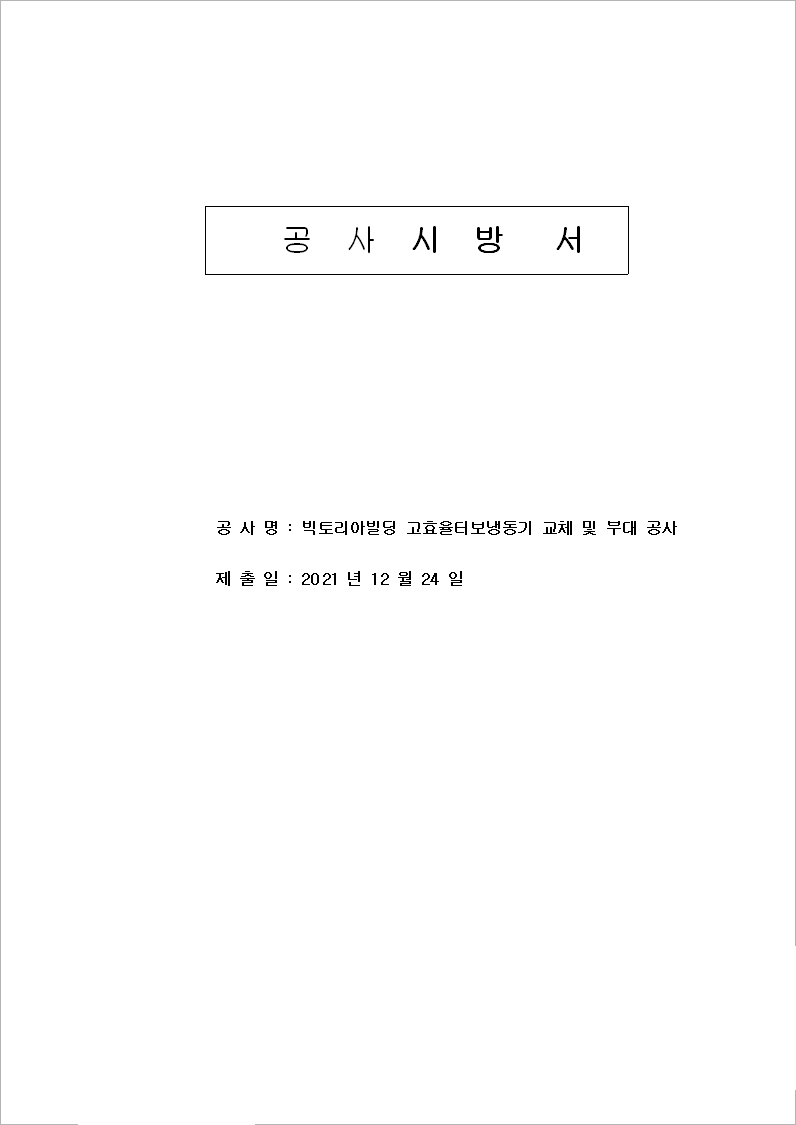 공 사 시 방 서
공 사 명 : 빅토리아빌딩 고효율터보냉동기 교체 및 부대 공사
제 출 일 : 2021 년 12 월 24 일